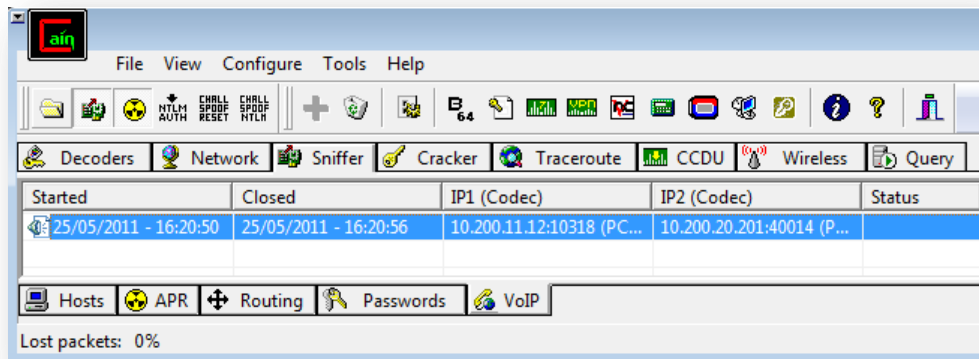 Cain
File View Configure Tools Help
NTLM AUTH CHALL SPOOF RESET CHALL SPOOF NTLM B 64
Decoders Network Sniffer Cracker Traceroute CCDU Wireless Query
Started Closed IP1 (Codec) IP2 (Codec) Status
25/05/2011 - 16:20:50 25/05/2011 - 16:20:56 10.200.11.12:10318 (PC... 10.200.20.201:40014 (P...
Hosts APR Routing Passwords VoIP
Lost packets: 0%